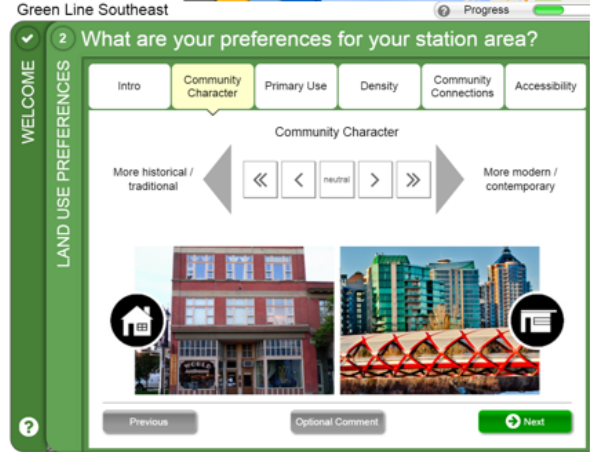 Green Line Southeast
? Progress
2 What are your preferences for your station area?
WELCOME
LAND USE PREFERENCES
Intro
Community
Character
Primary Use
Density
Community
Connections
Accessibility
Community Character
More historical /
traditional
« < neutral > »
More modern /
contemporary
WORLD
Previous
Optional Comment
Next
?